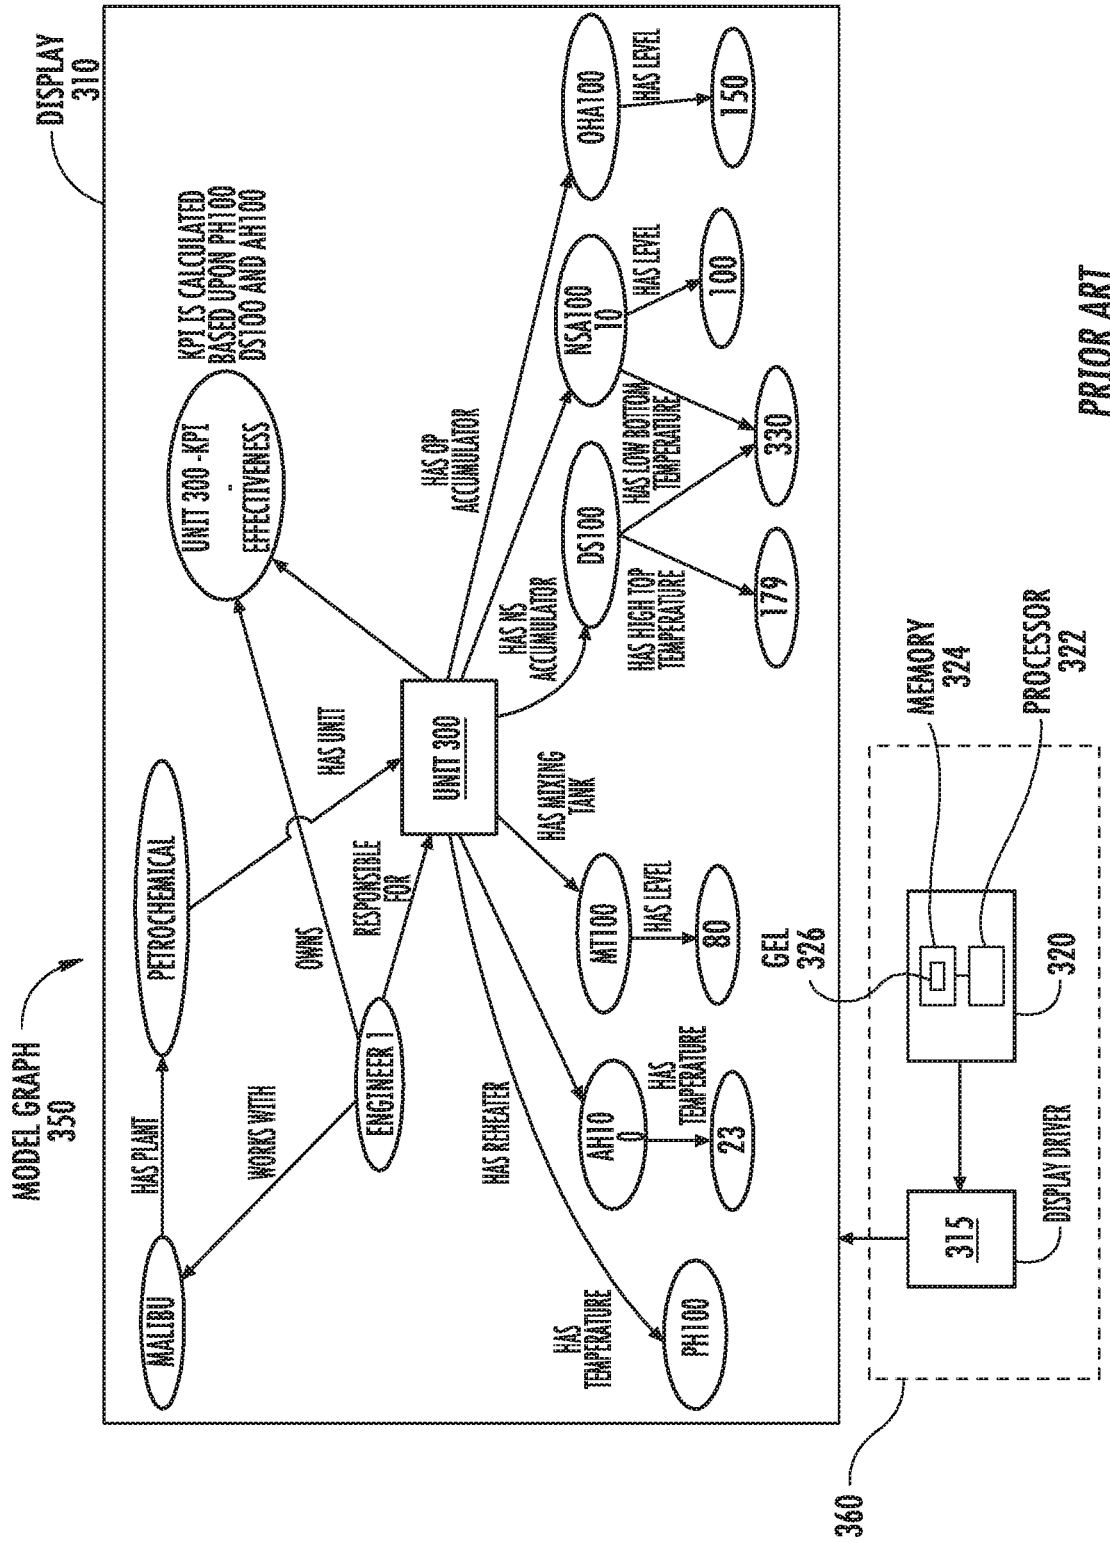 MODEL GRAPH
350
DISPLAY
310
MALIBU
HAS PLANT
PETROCHEMICAL
UNIT 300 -KPI
-
EFFECTIVENESS
KPI IS CALCULATED
BASED UPON PH100
DS100 AND AH100
WORKS WITH
OWNS
HAS UNIT
ENGINEER 1
RESPONSIBLE
FOR
UNIT 300
HAS OP
ACCUMULATOR
HAS REHEATER
HAS MIXING
TANK
HAS NS
ACCUMULATOR
HAS
TEMPERATURE
PH100
AH10
0
HAS
TEMPERATURE
23
MT100
HAS LEVEL
80
DS100
HAS HIGH TOP
TEMPERATURE
179
HAS LOW BOTTOM
TEMPERATURE
330
NSA100
10
HAS LEVEL
100
OHA100
HAS LEVEL
150
360
315
DISPLAY DRIVER
320
GEL
326
MEMORY
324
PROCESSOR
322
PRIOR ART